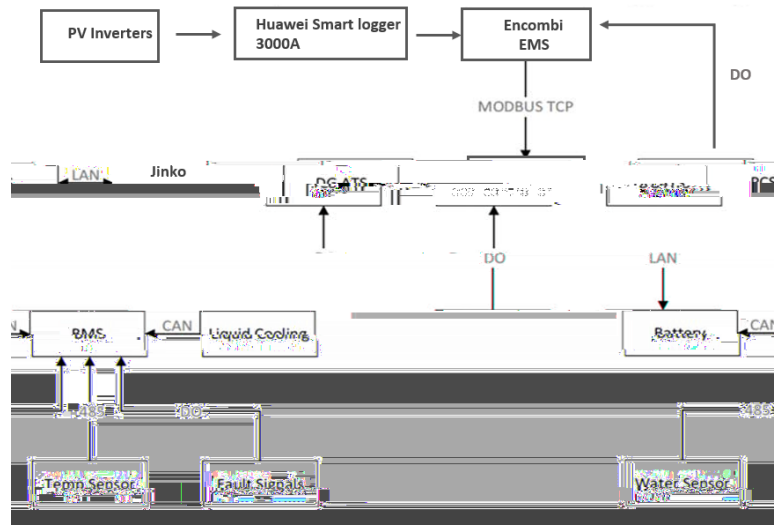 PV Inverters
Huawei Smart logger
3000A
Encombi
EMS
DO
MODBUS TCP
LAN
Jinko
DG ATS
PCS
DO
LAN
BMS
CAN
Liquid Cooling
Battery
CAN
485
DO
485
Temp Sensor
Fault Signals
Water Sensor